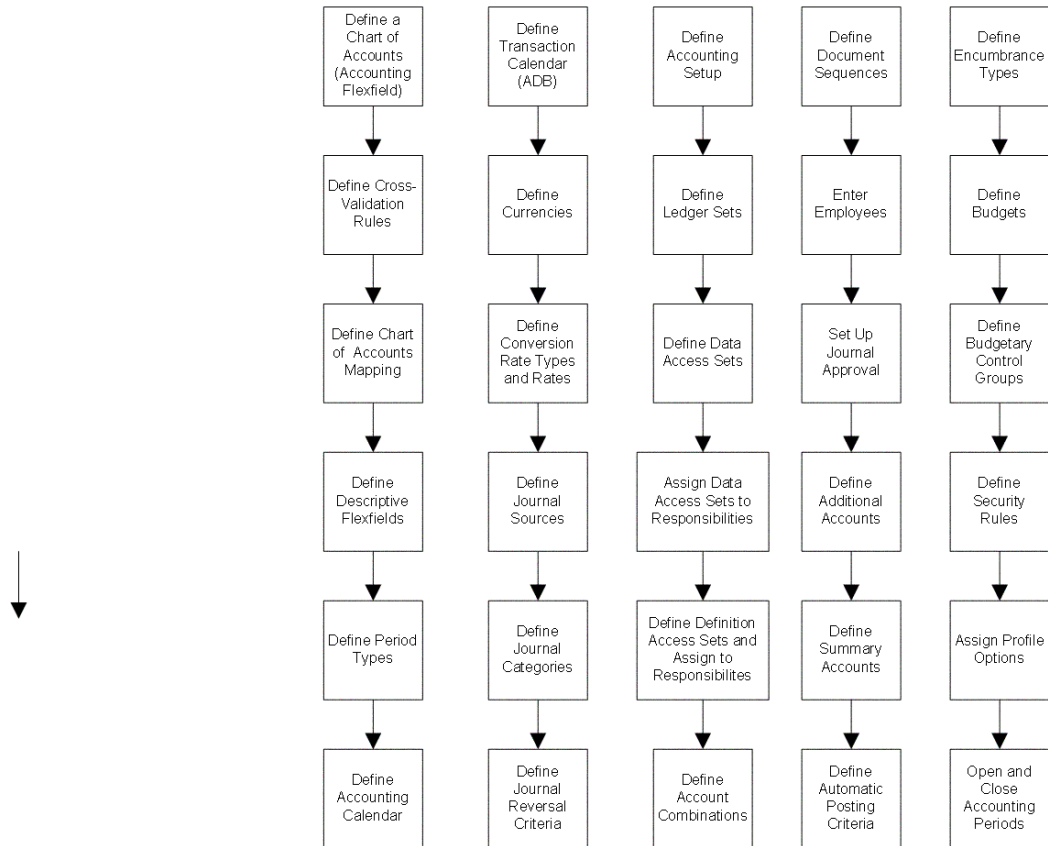 Define a
Chart of
Accounts
(Accounting
Flexfield)
Define Cross-
Validation
Rules
Define Chart
of Accounts
Mapping
Define
Descriptive
Flexfields
Define Period
Types
Define
Accounting
Calendar
Define
Transaction
Calendar
(ADB)
Define
Currencies
Define
Conversion
Rate Types
and Rates
Define
Journal
Sources
Define
Journal
Categories
Define
Journal
Reversal
Criteria
Define
Accounting
Setup
Define
Ledger Sets
Define Data
Access Sets
Assign Data
Access Sets to
Responsibilities
Define Definition
Access Sets and
Assign to
Responsibilites
Define
Account
Combinations
Define
Document
Sequences
Enter
Employees
Set Up
Journal
Approval
Define
Additional
Accounts
Define
Summary
Accounts
Define
Automatic
Posting
Criteria
Define
Encumbrance
Types
Define
Budgets
Define
Budgetary
Control
Groups
Define
Security
Rules
Assign Profile
Options
Open and
Close
Accounting
Periods